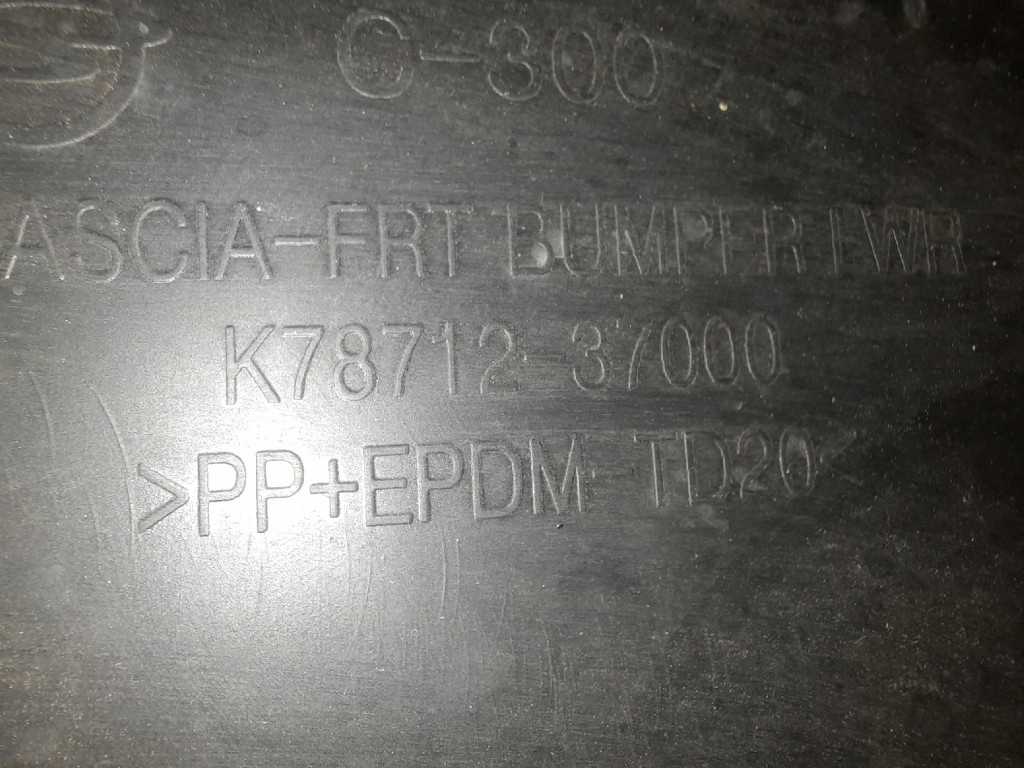 C-300
ASCIA-FRT BUMPER LWR
K78712-37000
>PP+EPDM TD20<